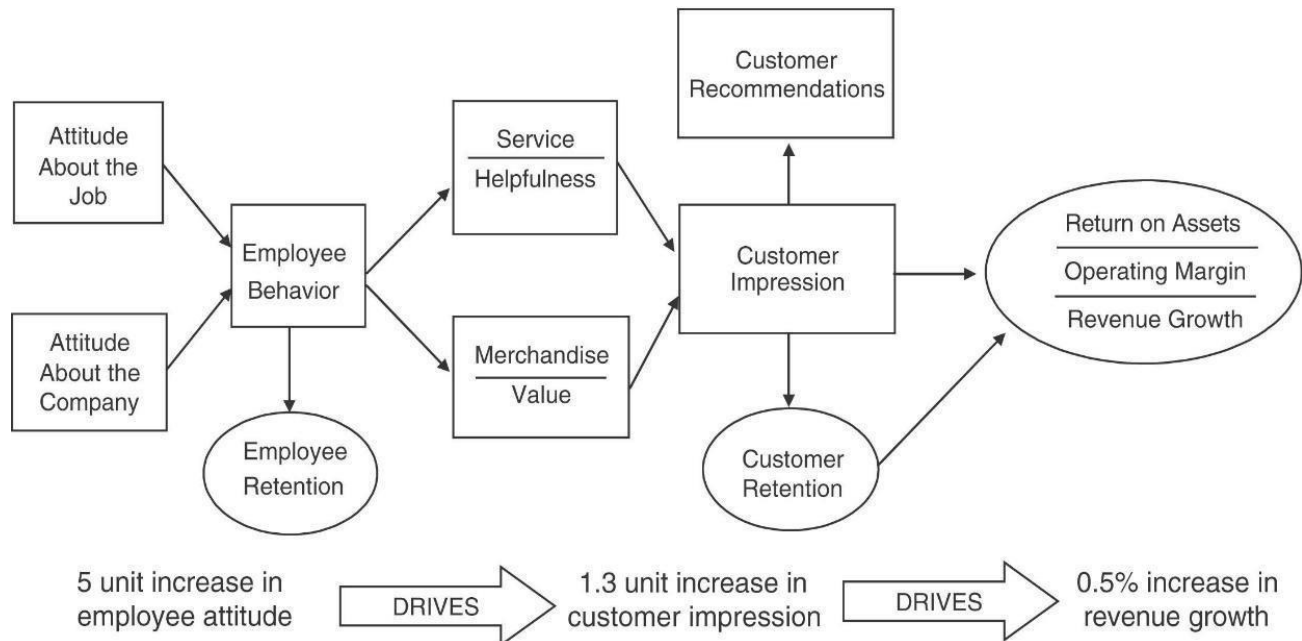 Attitude
About the
Job
Attitude
About the
Company
Employee
Behavior
Employee
Retention
Service
Helpfulness
Merchandise
Value
Customer
Recommendations
Customer
Impression
Customer
Retention
Return on Assets
Operating Margin
Revenue Growth
5 unit increase in
employee attitude
DRIVES
1.3 unit increase in
customer impression
DRIVES
0.5% increase in
revenue growth